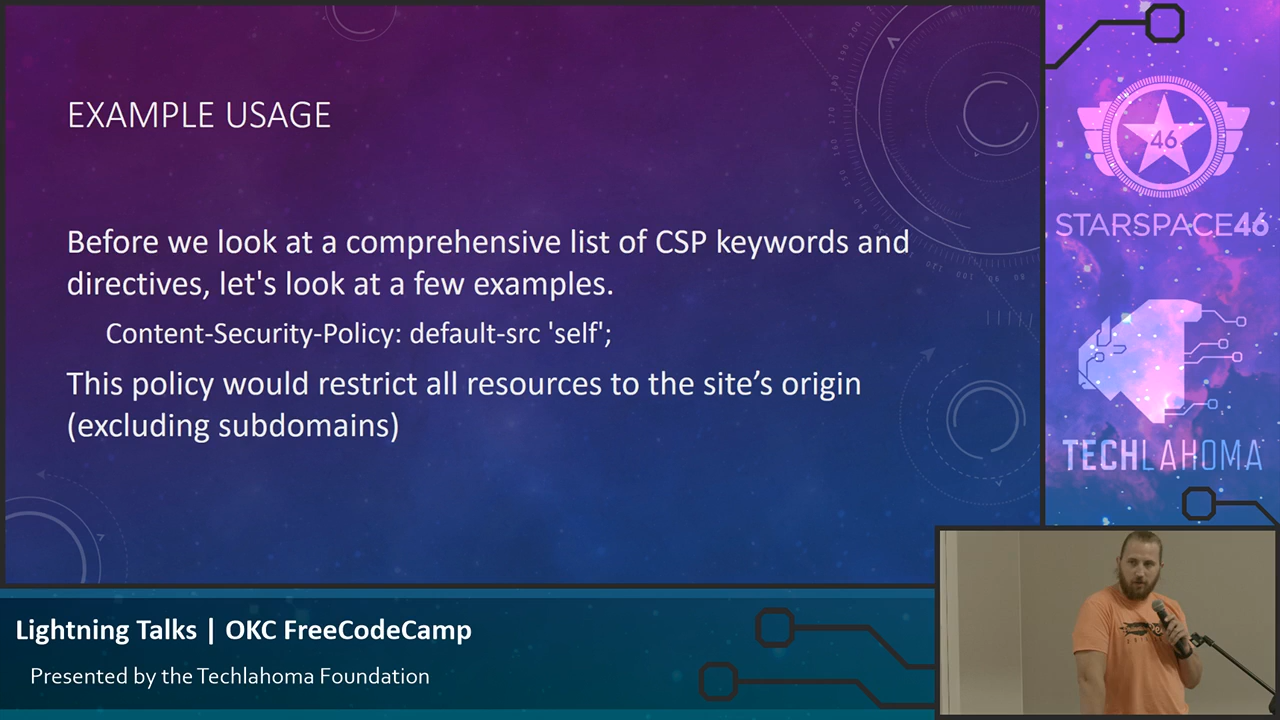 EXAMPLE USAGE
Before we look at a comprehensive list of CSP keywords and
directives, let's look at a few examples.
Content-Security-Policy: default-src 'self';
This policy would restrict all resources to the site’s origin
(excluding subdomains)
46
STARSPACE46
TECHLAHOMA
Lightning Talks | OKC FreeCodeCamp
Presented by the Techlahoma Foundation